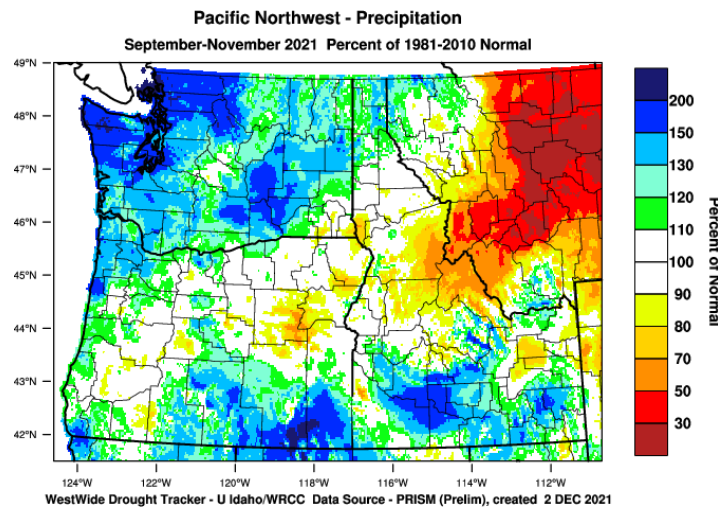 Pacific Northwest - Precipitation
September-November 2021 Percent of 1981-2010 Normal
49°N
48°N
47°N
46°N
45°N
44°N
43°N
42°N
124°W 122°W 120°W 118°W 116°W 114°W 112°W
200
150
130
120
110
100
90
80
70
50
30
Percent of Normal
WestWide Drought Tracker - U Idaho/WRCC Data Source - PRISM (Prelim), created 2 DEC 2021